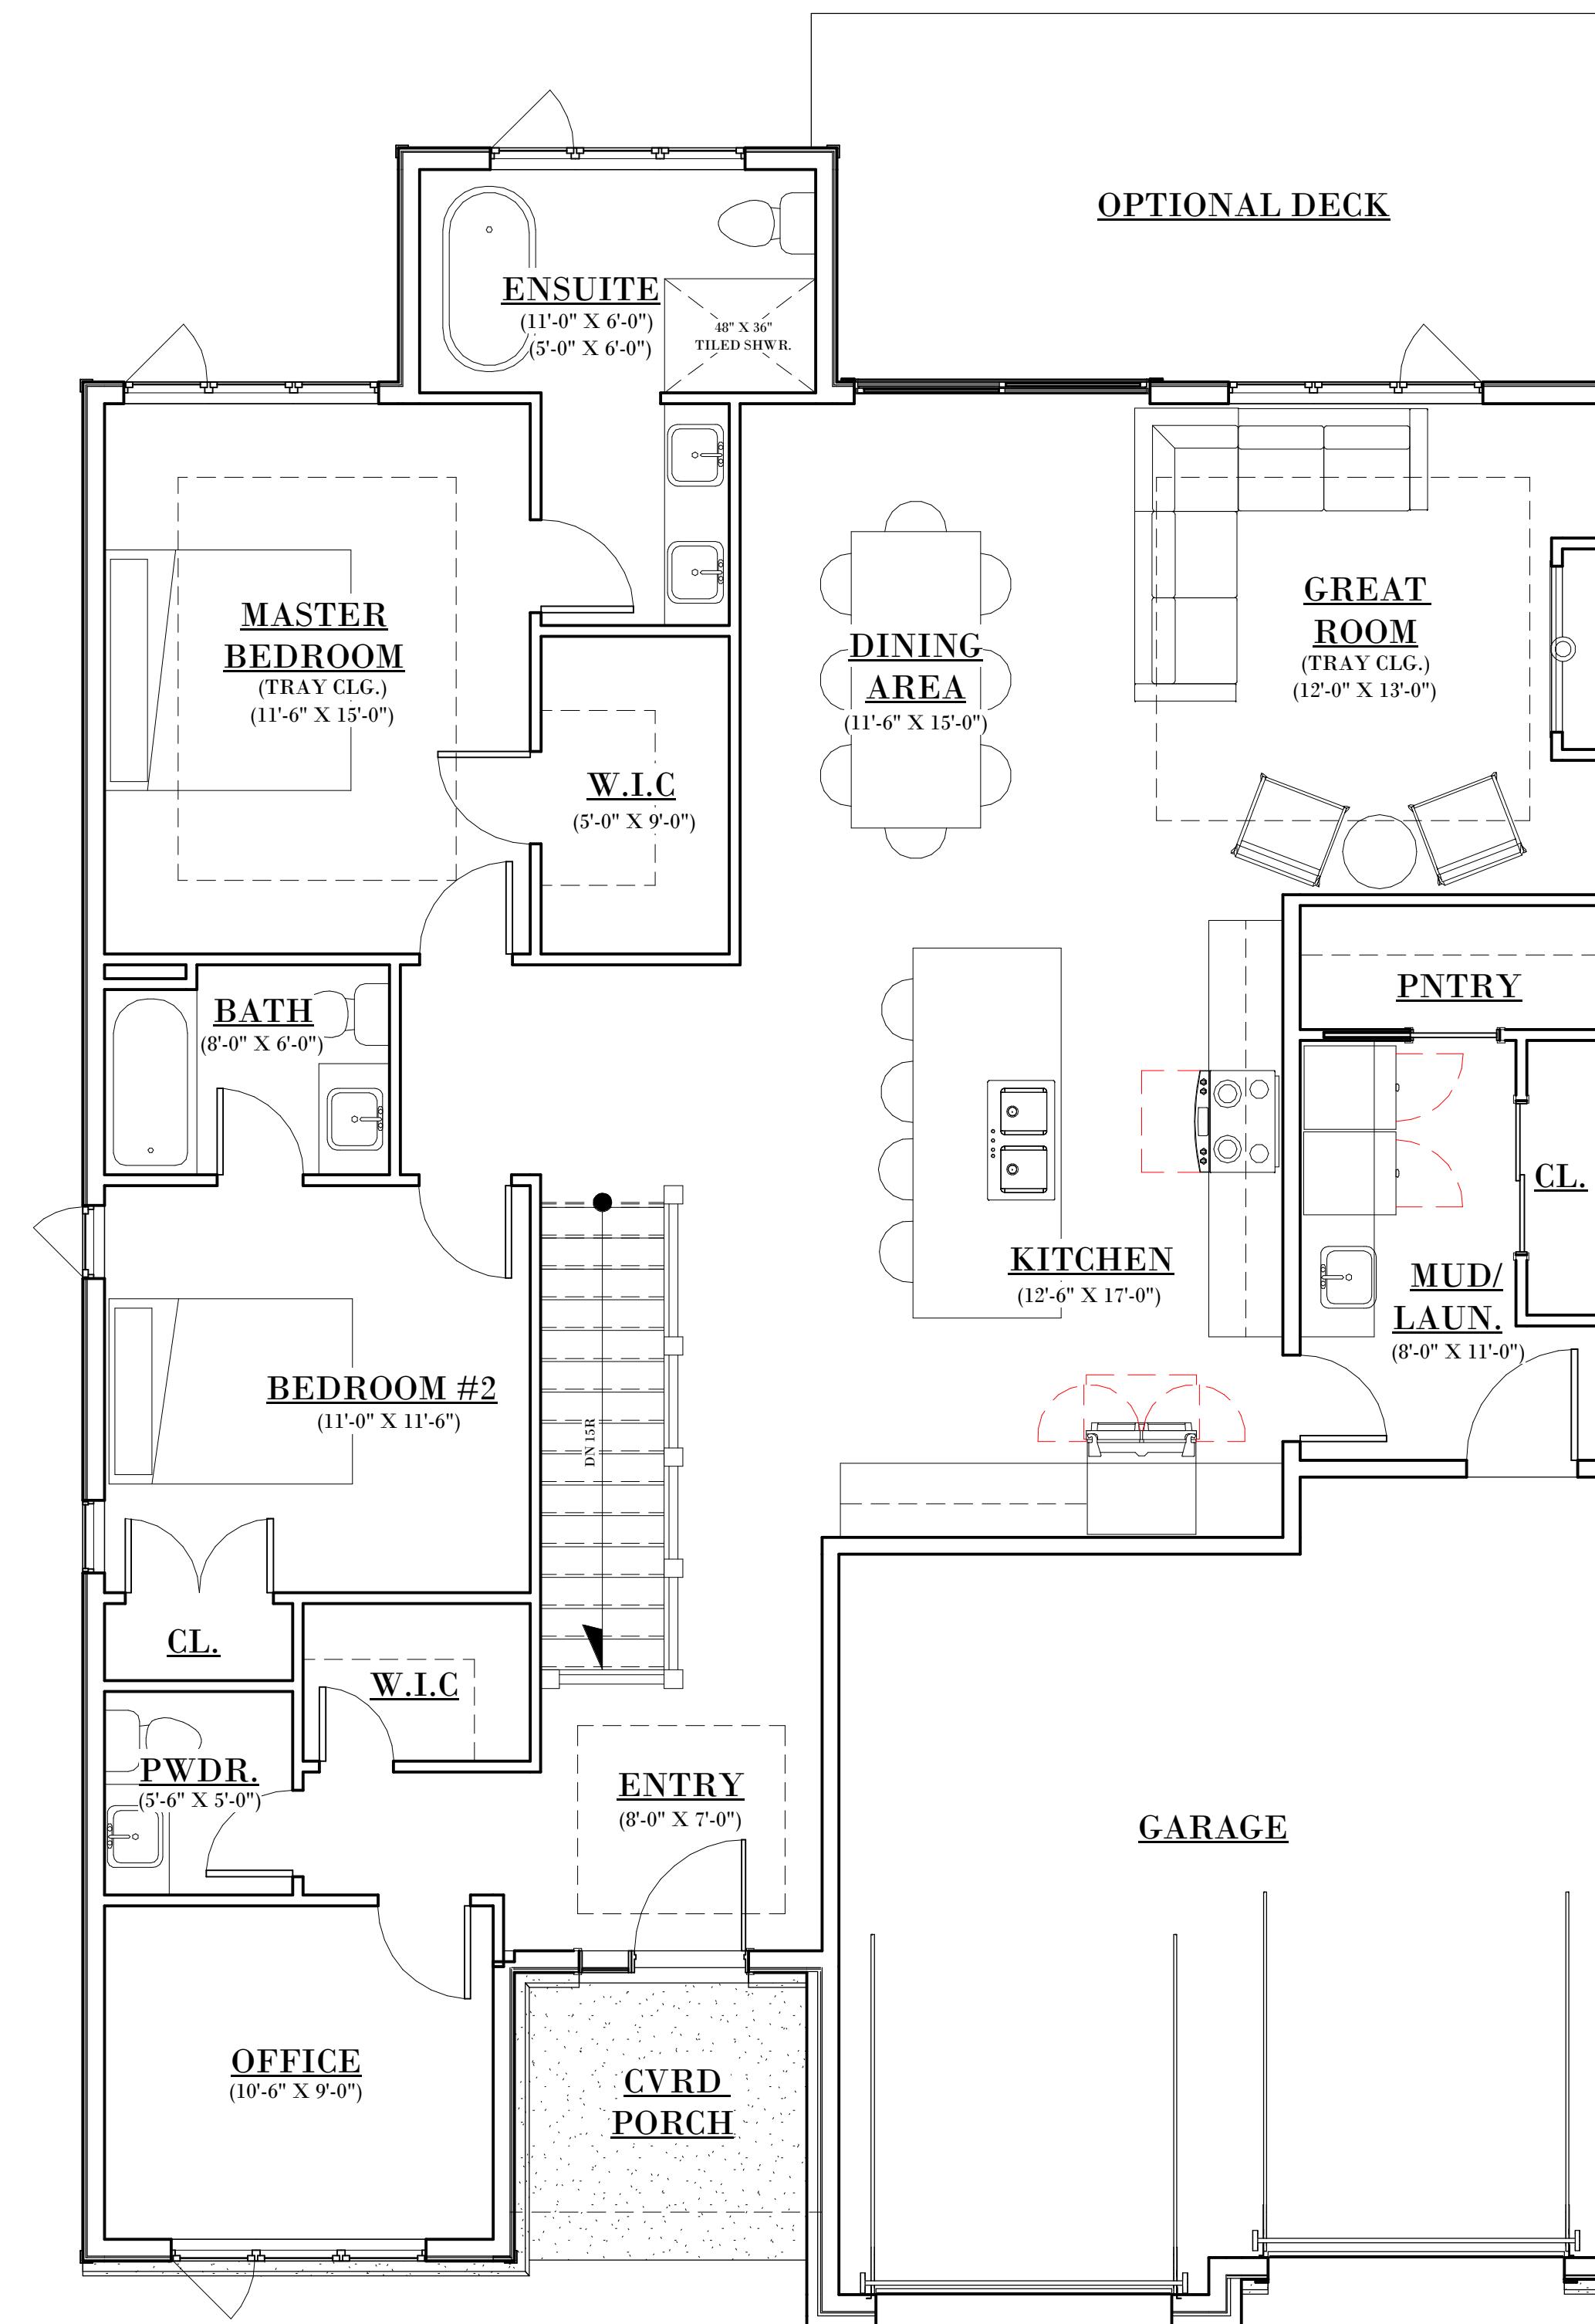 OPTIONAL DECK
ENSUITE
(11'-0" X 6'-0")
(5'-0" X 6'-0")
48" X 36"
TILED SHWR.
MASTER
BEDROOM
(TRAY CLG.)
(11'-6" X 15'-0")
W.I.C
(5'-0" X 9'-0")
DINING
AREA
(11'-6" X 15'-0")
GREAT
ROOM
(TRAY CLG.)
(12'-0" X 13'-0")
BATH
(8'-0" X 6'-0")
PNTRY
CL.
KITCHEN
(12'-6" X 17'-0")
MUD/
LAUN.
(8'-0" X 11'-0")
BEDROOM #2
(11'-0" X 11'-6")
DN 15R
CL.
W.I.C
PWDR.
(5'-6" X 5'-0")
ENTRY
(8'-0" X 7'-0")
GARAGE
OFFICE
(10'-6" X 9'-0")
CVRD
PORCH